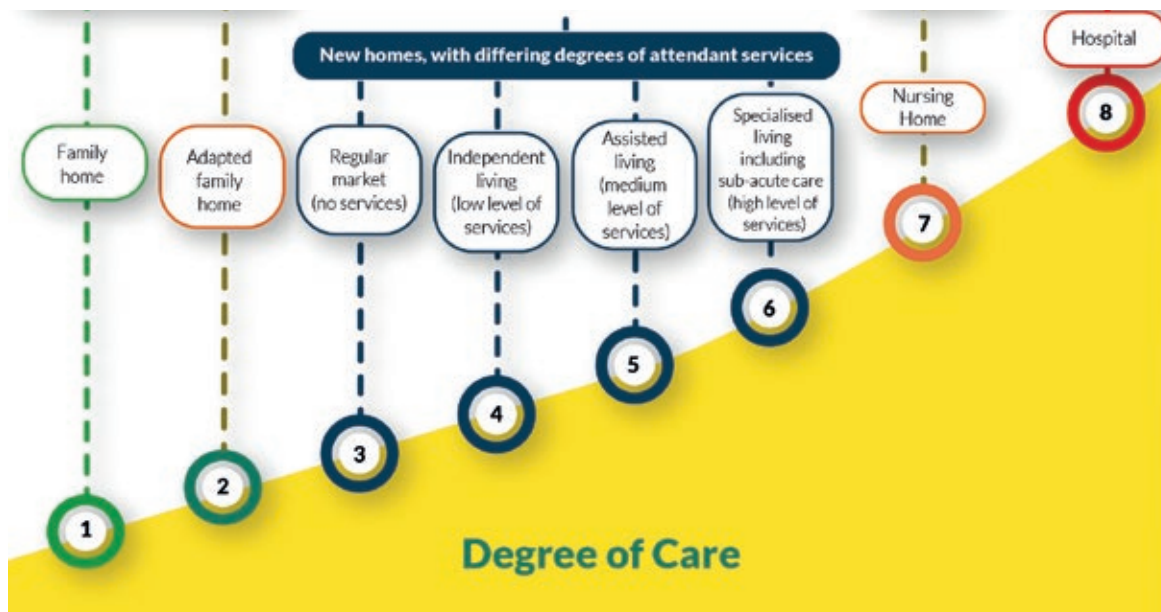 New homes, with differing degrees of attendant services
Hospital
8
Family
home
Adapted
family
home
Regular
market
(no services)
Independent
living
(low level of
services)
Assisted
living
(medium
level of
services)
Specialised
living
including
sub-acute care
(high level of
services)
Nursing
Home
7
6
5
4
3
2
1
Degree of Care